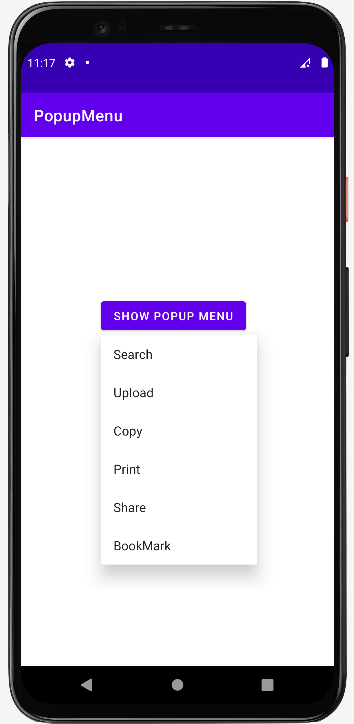 11:17
PopupMenu
SHOW POPUP MENU
Search
Upload
Copy
Print
Share
BookMark